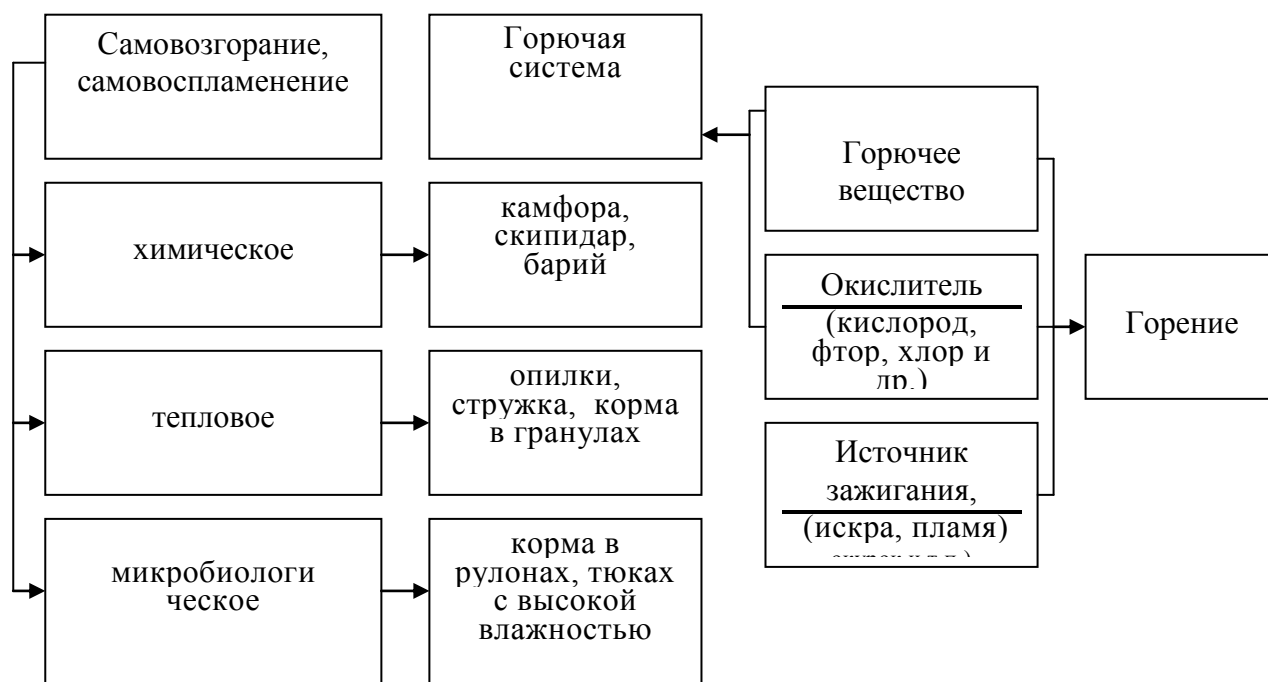 Самовозгорание,
самовоспламенение
Горючая
система
Горючее
вещество
химическое
камфора,
скипидар,
барий
Окислитель
(кислород,
фтор, хлор и
др.)
Горение
тепловое
опилки,
стружка, корма
в гранулах
Источник
зажигания,
(искра, пламя)
микробиологи
ческое
корма в
рулонах, тюках
с высокой
влажностью